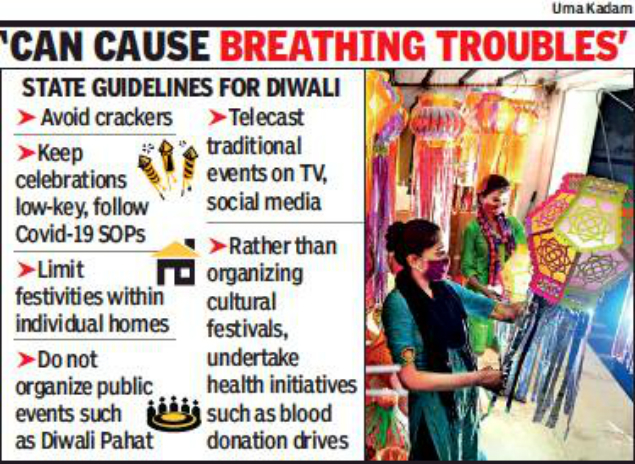 Uma Kadam
'CAN CAUSE BREATHING TROUBLES'
STATE GUIDELINES FOR DIWALI
➤ Avoid crackers
➤Keep
celebrations
low-key, follow
Covid-19 SOPs
➤Limit
festivities within
individual homes
➤Do not
organize public
events such
as Diwali Pahat
➤Telecast
traditional
events on TV,
social media
➤Rather than
organizing
cultural
festivals,
undertake
health initiatives
such as blood
donation drives